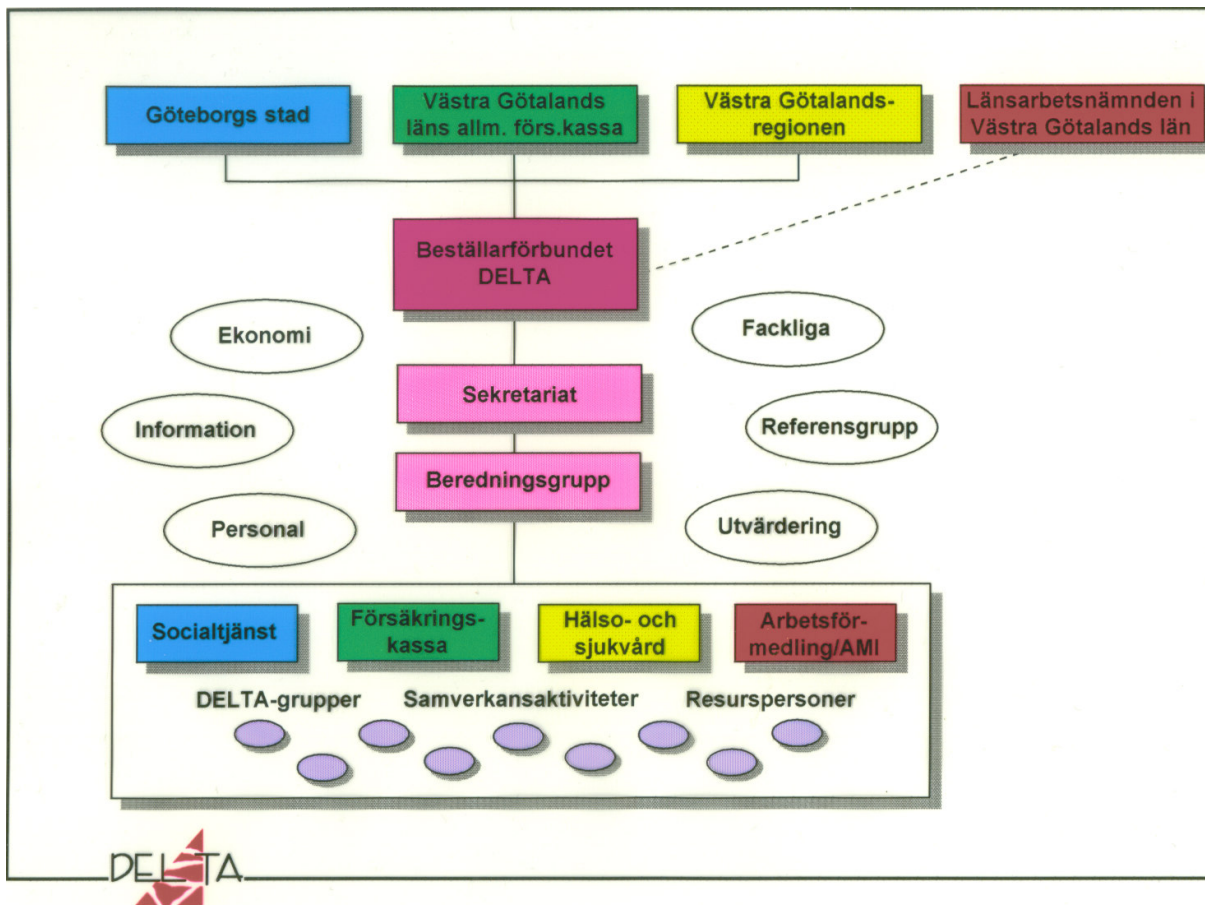 Göteborgs stad
Västra Götalands
läns allm. förs.kassa
Västra Götalands-
regionen
Länsarbetsnämnden i
Västra Götalands län
Beställarförbundet
DELTA
Ekonomi
Fackliga
Sekretariat
Information
Referensgrupp
Beredningsgrupp
Personal
Utvärdering
Socialtjänst
Försäkrings-
kassa
Hälso- och
sjukvård
Arbetsför-
medling/AMI
DELTA-grupper
Samverkansaktiviteter
Resurspersoner
DELTA